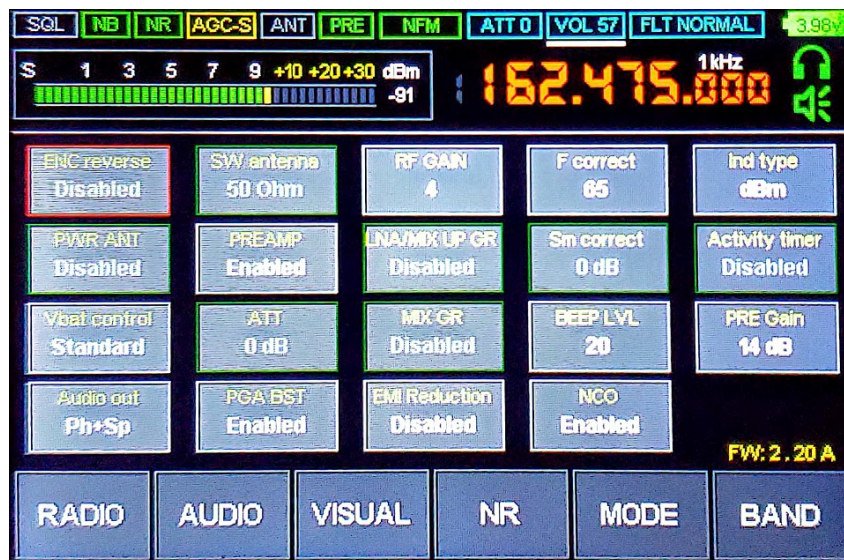 SQL NB NR AGC-S ANT PRE NFM ATT 0 VOL 57 FLT NORMAL 3.98v
S 1 3 5 7 9 +10 +20 +30 dBm
-91
1kHz
162.475.000
ENC reverse
Disabled
SW antenna
50 Ohm
RF GAIN
4
F correct
65
Ind type
dBm
PWR ANT
Disabled
PREAMP
Enabled
LNA/MIX UP GR
Disabled
Sm correct
0 dB
Activity timer
Disabled
Vbat control
Standard
ATT
0 dB
MIX GR
Disabled
BEEP LVL
20
PRE Gain
14 dB
Audio out
Ph+Sp
PGA BST
Enabled
EMI Reduction
Disabled
NCO
Enabled
FW: 2.20 A
RADIO AUDIO VISUAL NR MODE BAND